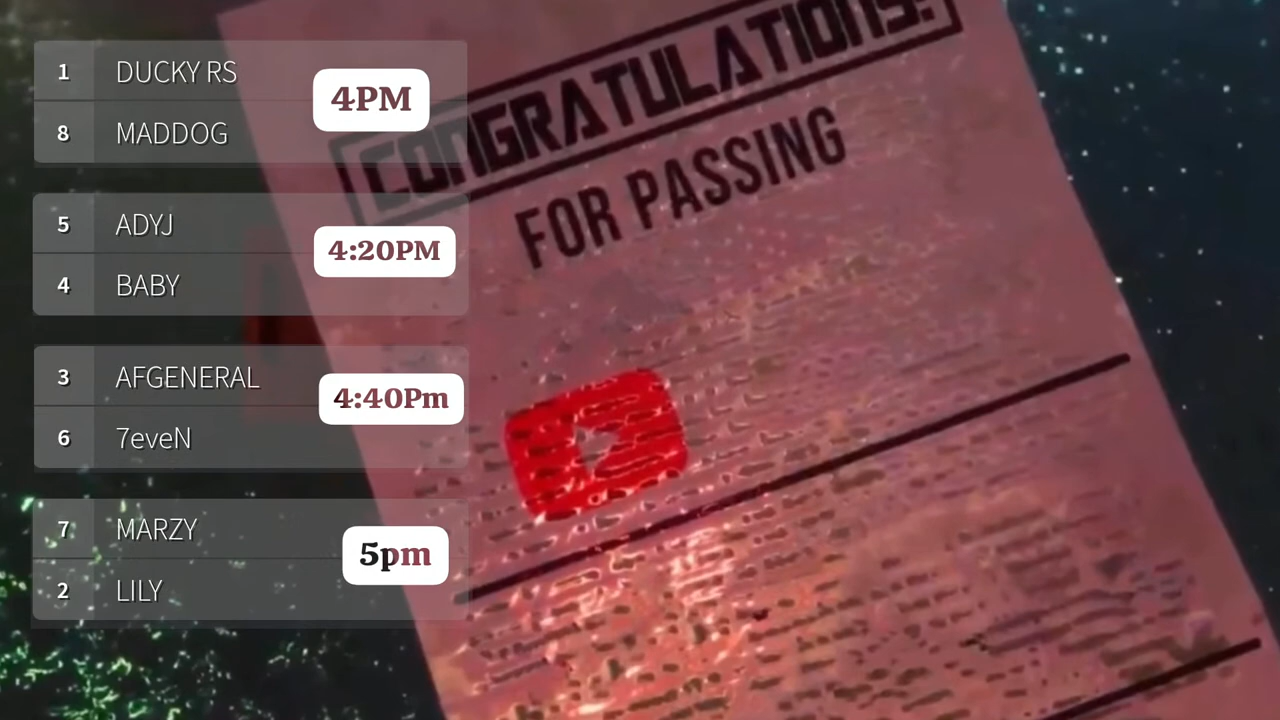 1 DUCKY RS
8 MADDOG
4PM
5 ADYJ
4 BABY
4:20PM
3 AFGENERAL
6 7eveN
4:40Pm
7 MARZY
2 LILY
5pm
CONGRATULATIONS!
FOR PASSING